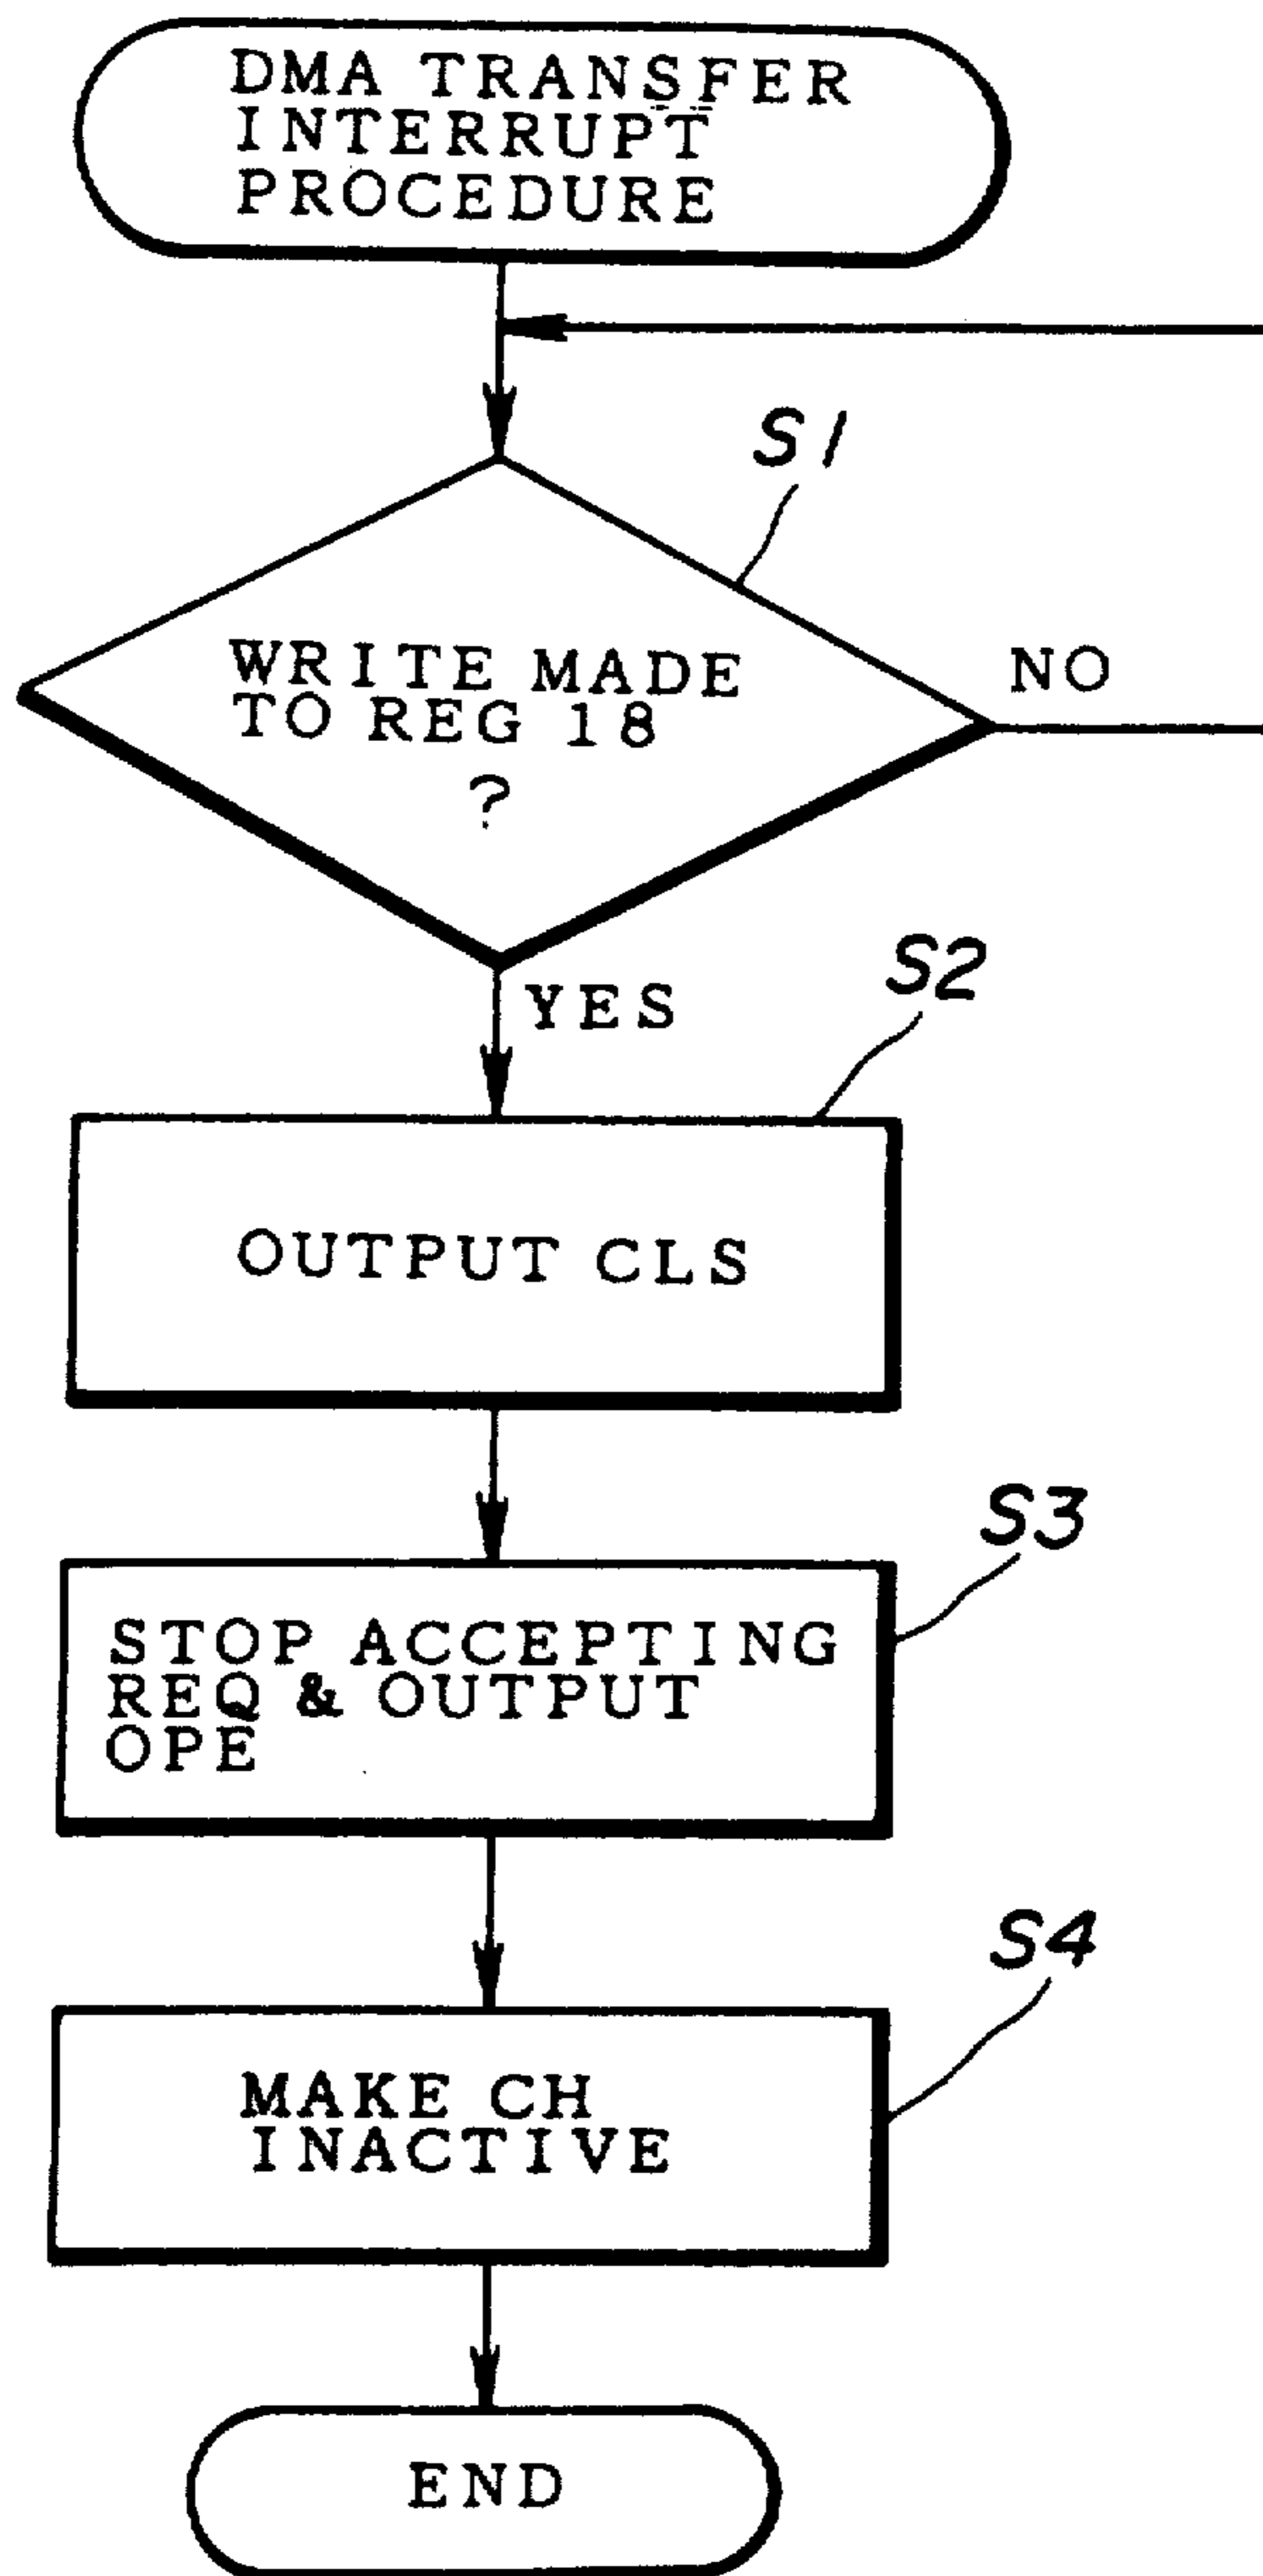 DMA TRANSFER
INTERRUPT
PROCEDURE
S1
WRITE MADE
TO REG 18
?
NO
YES
S2
OUTPUT CLS
S3
STOP ACCEPTING
REQ & OUTPUT
OPE
S4
MAKE CH
INACTIVE
END